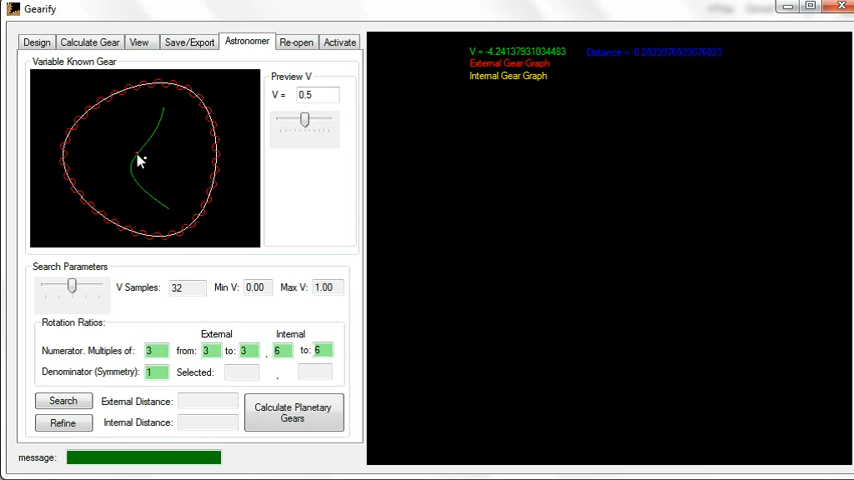 Gearify
Design Calculate Gear View Save/Export Astronomer Re-open Activate
Variable Known Gear
Preview V
V = 0.5
V = -4.24137931034483
External Gear Graph
Internal Gear Graph
Search Parameters
V Samples: 32 Min V: 0.00 Max V: 1.00
Rotation Ratios:
External Internal
Numerator. Multiples of: 3 from: 3 to: 3 , 6 to: 6
Denominator (Symmetry): 1 Selected: ,
Search External Distance:
Refine Internal Distance:
Calculate Planetary
Gears
message: